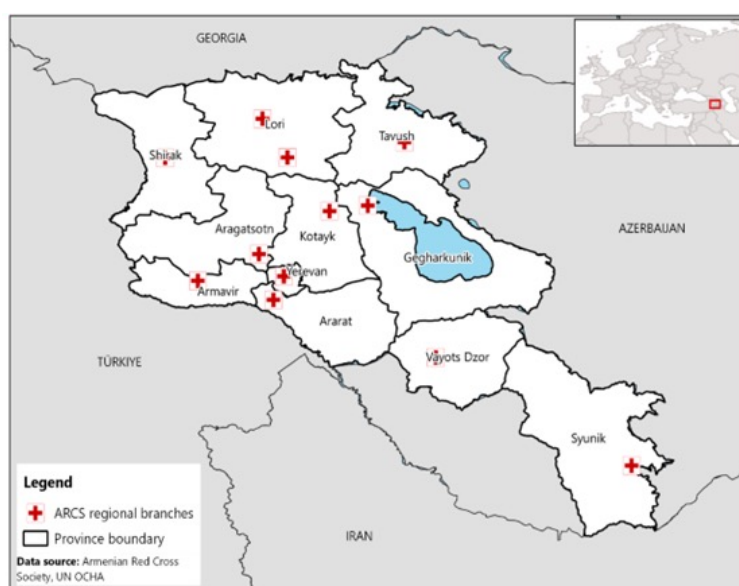 GEORGIA
Lori
Tavush
Shirak
AZERBAIJAN
Aragatsotn
Kotayk
Gegharkunik
Yerevan
Armavir
Ararat
TÜRKIYE
Vayots Dzor
Syunik
IRAN
Legend
ARCS regional branches
Province boundary
Data source: Armenian Red Cross
Society, UN OCHA